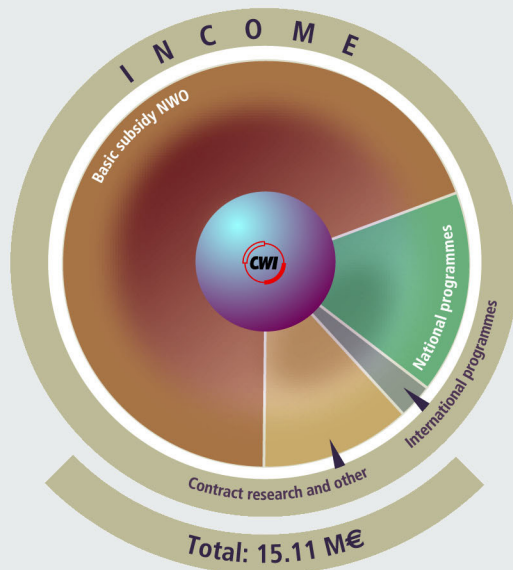 INCOME
Basic subsidy NWO
CWI
National programmes
International programmes
Contract research and other
Total: 15.11 M€